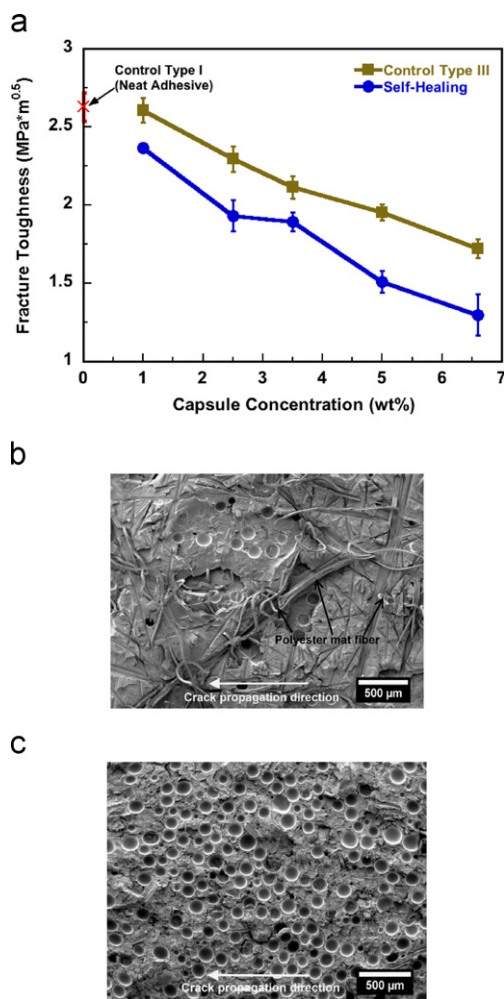 a
3
2.5
2
1.5
1
Fracture Toughness (MPa*m0.5)
Control Type I
(Neat Adhesive)
Control Type III
Self-Healing
0 1 2 3 4 5 6 7
Capsule Concentration (wt%)
b
Polyester mat fiber
Crack propagation direction
500 µm
c
Crack propagation direction
500 µm